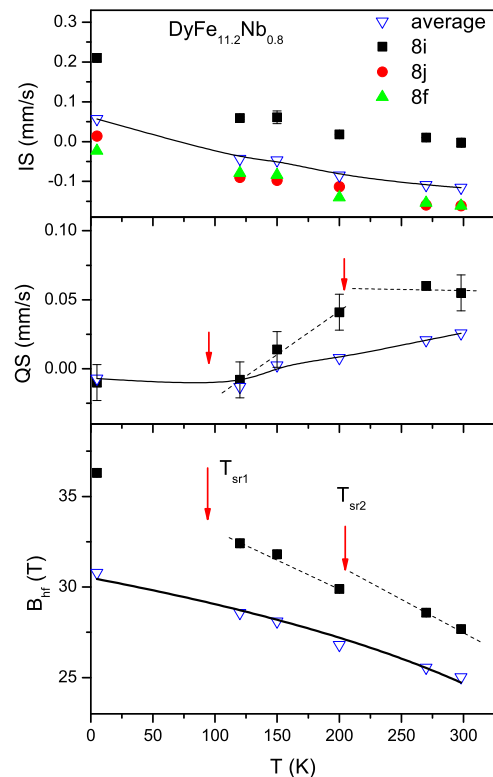 DyFe11.2Nb0.8
average
8i
8j
8f
0.3
0.2
0.1
0.0
-0.1
IS (mm/s)
0.10
0.05
0.00
QS (mm/s)
Tsr1
Tsr2
35
30
25
Bhf (T)
0 50 100 150 200 250 300
T (K)